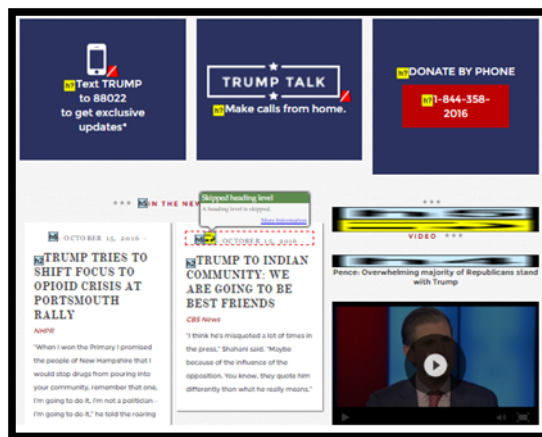 Text TRUMP
to 88022
to get exclusive
updates*
TRUMP TALK
h? Make calls from home.
h? DONATE BY PHONE
h? 1-844-358-
2016
IN THE NEW
Skipped heading level
A heading level is skipped.
More Information
OCTOBER 15, 2016 -
h2 TRUMP TRIES TO
SHIFT FOCUS TO
OPIOID CRISIS AT
PORTSMOUTH
RALLY
NHPR
"When I won the Primary I promised
the people of New Hampshire that I
would stop drugs from pouring into
your community, remember that one,
I'm going to do it, I'm not a politician -
I'm going to do it," he told the roaring
OCTOBER 15, 2016 -
h2 TRUMP TO INDIAN
COMMUNITY: WE
ARE GOING TO BE
BEST FRIENDS
CBS News
"I think he's misquoted a lot of times in
the press," Shahani said. "Maybe
because of the influence of the
opposition. You know, they quote him
differently than what he really means."
VIDEO
Pence: Overwhelming majority of Republicans stand
with Trump